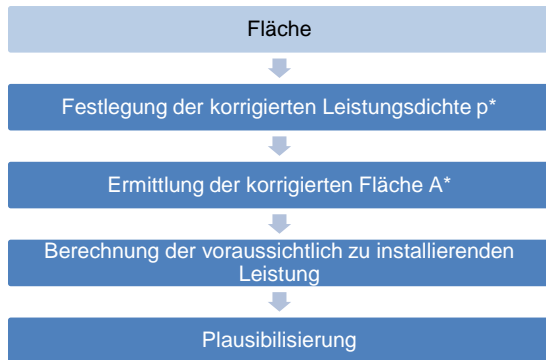 Fläche
Festlegung der korrigierten Leistungsdichte p*
Ermittlung der korrigierten Fläche A*
Berechnung der voraussichtlich zu installierenden
Leistung
Plausibilisierung